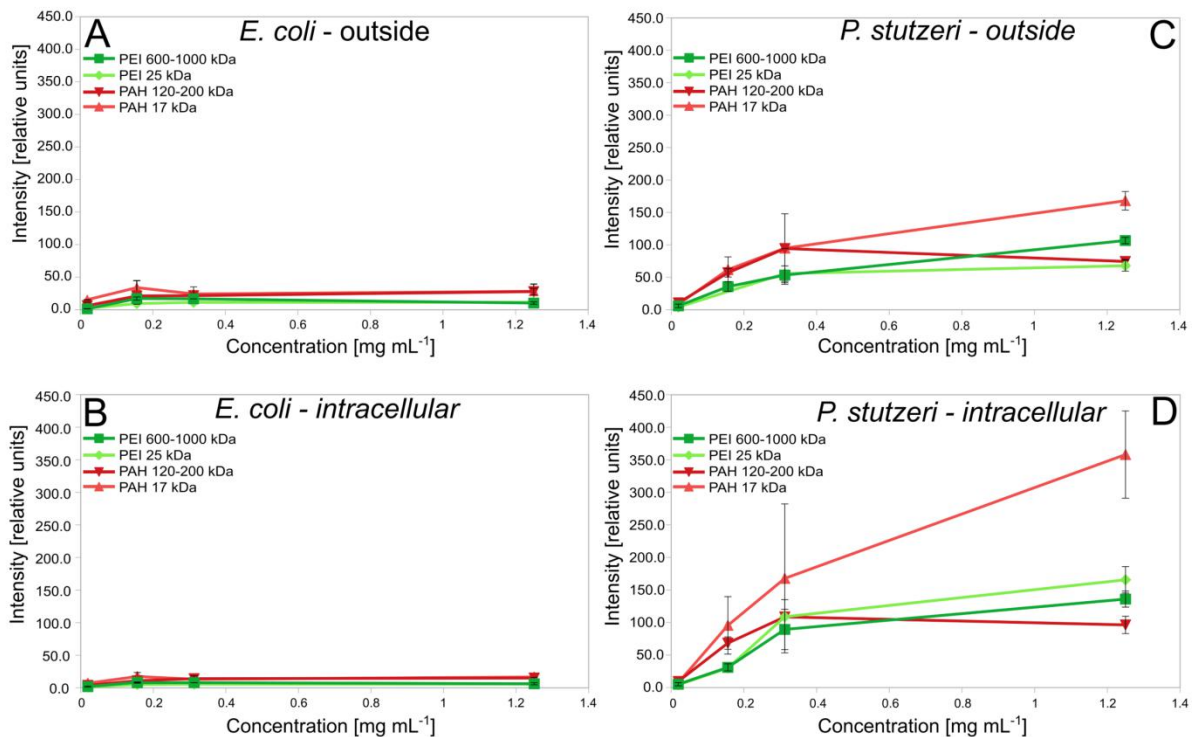 A
E. coli - outside
450.0
400.0
350.0
300.0
250.0
200.0
150.0
100.0
50.0
0.0
Intensity [relative units]
PEI 600-1000 kDa
PEI 25 kDa
PAH 120-200 kDa
PAH 17 kDa
0 0.2 0.4 0.6 0.8 1 1.2 1.4
Concentration [mg mL-1]
P. stutzeri - outside
C
450.0
400.0
350.0
300.0
250.0
200.0
150.0
100.0
50.0
0.0
Intensity [relative units]
PEI 600-1000 kDa
PEI 25 kDa
PAH 120-200 kDa
PAH 17 kDa
0 0.2 0.4 0.6 0.8 1 1.2 1.4
Concentration [mg mL-1]
B
E. coli - intracellular
450.0
400.0
350.0
300.0
250.0
200.0
150.0
100.0
50.0
0.0
Intensity [relative units]
PEI 600-1000 kDa
PEI 25 kDa
PAH 120-200 kDa
PAH 17 kDa
0 0.2 0.4 0.6 0.8 1 1.2 1.4
Concentration [mg mL-1]
P. stutzeri - intracellular
D
450.0
400.0
350.0
300.0
250.0
200.0
150.0
100.0
50.0
0.0
Intensity [relative units]
PEI 600-1000 kDa
PEI 25 kDa
PAH 120-200 kDa
PAH 17 kDa
0 0.2 0.4 0.6 0.8 1 1.2 1.4
Concentration [mg mL-1]